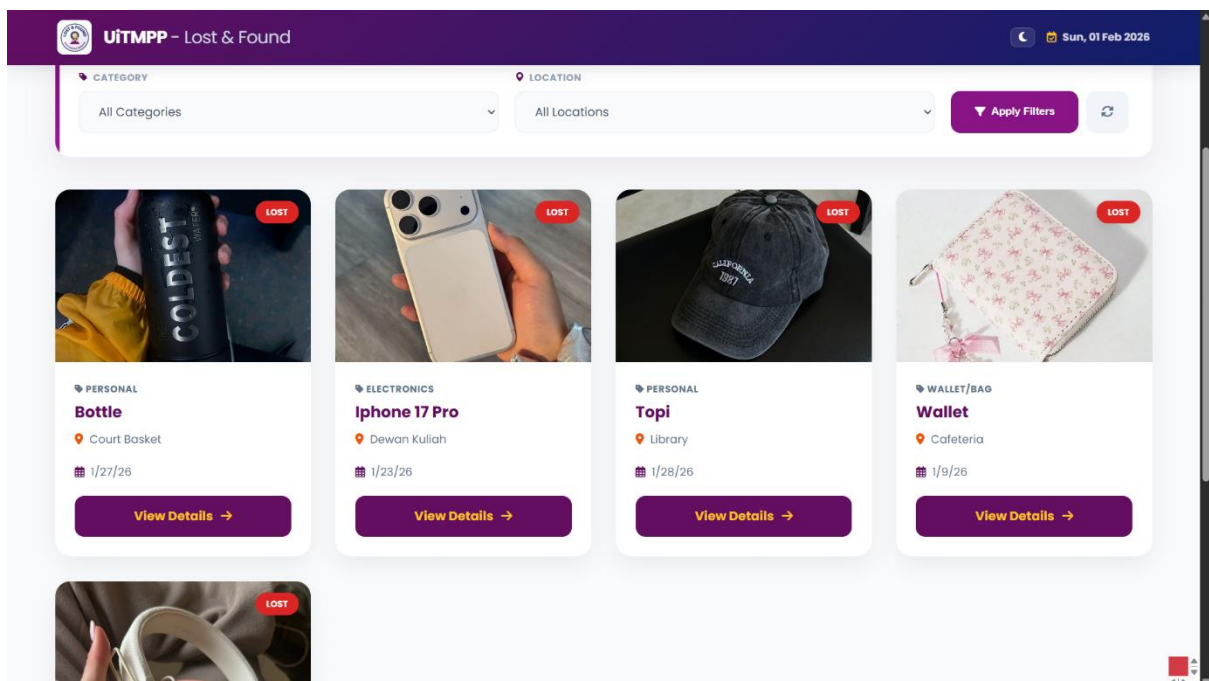 UiTMPP - Lost & Found
Sun, 01 Feb 2026
CATEGORY
LOCATION
All Categories
All Locations
Apply Filters
LOST
LOST
LOST
LOST
COLDEST
WATER
CALIFORNIA
1987
PERSONAL
Bottle
Court Basket
1/27/26
View Details →
ELECTRONICS
Iphone 17 Pro
Dewan Kuliah
1/23/26
View Details →
PERSONAL
Topi
Library
1/28/26
View Details →
WALLET/BAG
Wallet
Cafeteria
1/9/26
View Details →
LOST